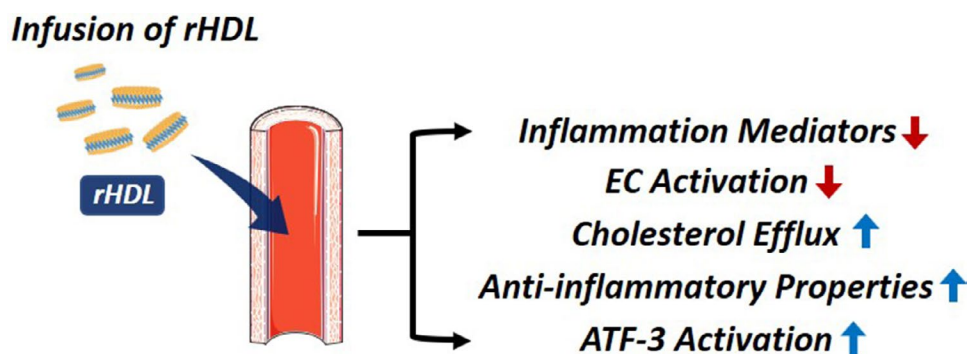 Infusion of rHDL
rHDL
Inflammation Mediators
EC Activation
Cholesterol Efflux
Anti-inflammatory Properties
ATF-3 Activation